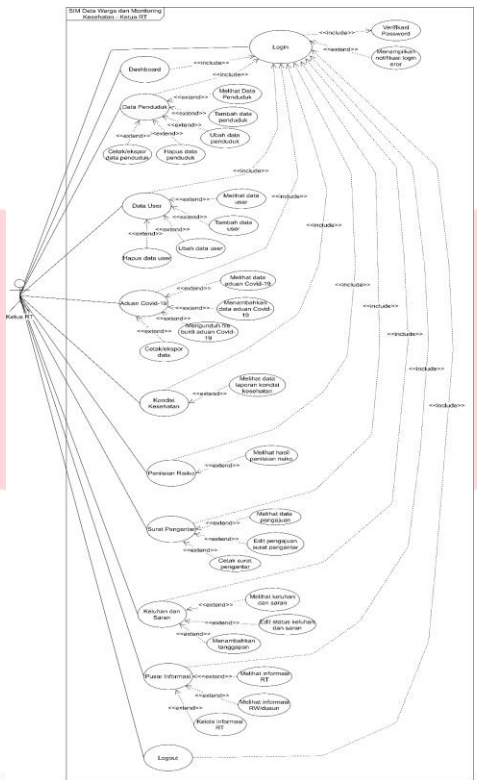 SIM Data Warga dan Monitoring
Kesehatan - Ketua RT
Login
Verifikasi
Password
<<include>>
<<extend>>
Menampilkan
notifikasi login
eror
Dashboard
<<include>>
<<include>>
Data Penduduk
<<extend>>
Melihat Data
Penduduk
<<extend>>
Tambah data
penduduk
<<extend>>
Ubah data
penduduk
<<extend>>
<<extend>>
Cetak/ekspor
data penduduk
Hapus data
penduduk
<<include>>
Data User
<<extend>>
Melihat data
user
<<extend>>
Tambah data
user
<<extend>>
<<extend>>
Hapus data user
Ubah data user
<<include>>
<<include>>
Ketua RT
Aduan Covid-19
<<extend>>
Melihat data
aduan Covid-19
<<extend>>
Menambahkan
data aduan Covid-
19
<<extend>>
<<extend>>
Mengunduh file
bukti aduan Covid-
19
Cetak/ekspor
data
<<include>>
<<include>>
<<include>>
<<include>>
Kondisi
Kesehatan
<<extend>>
Melihat data
laporan kondisi
kesehatan
<<include>>
Penilaian Risiko
<<extend>>
Melihat hasil
penilaian risiko
Surat Pengantar
<<extend>>
Melihat data
pengajuan
<<extend>>
Edit pengajuan
surat pengantar
<<extend>>
Cetak surat
pengantar
Keluhan dan
Saran
<<extend>>
Melihat keluhan
dan saran
<<extend>>
Edit status keluhan
dan saran
<<extend>>
Menambahkan
tanggapan
Pusat Informasi
<<extend>>
Melihat informasi
RT
<<extend>>
Melihat informasi
RW/dusun
<<extend>>
Kelola informasi
RT
Logout